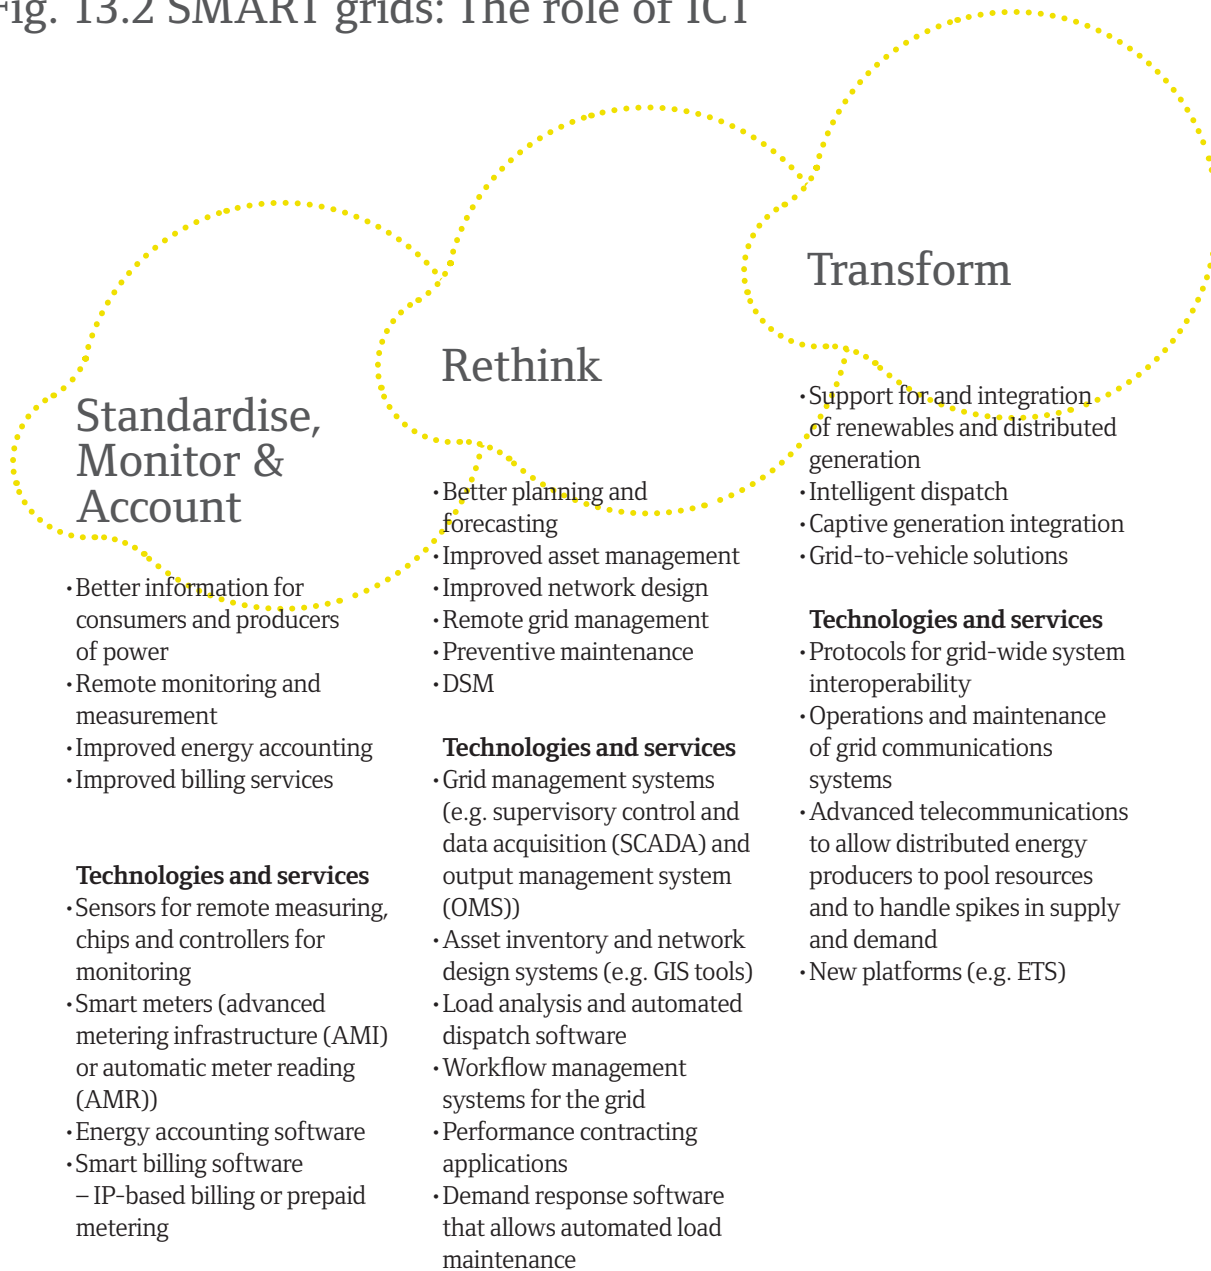 Fig. 13.2 SMART grids: The role of ICT
Standardise,
Monitor &
Account
·Better information for
consumers and producers
of power
·Remote monitoring and
measurement
·Improved energy accounting
·Improved billing services
Technologies and services
·Sensors for remote measuring,
chips and controllers for
monitoring
·Smart meters (advanced
metering infrastructure (AMI)
or automatic meter reading
(AMR))
·Energy accounting software
·Smart billing software
– IP-based billing or prepaid
metering
Rethink
·Better planning and
forecasting
·Improved asset management
·Improved network design
·Remote grid management
·Preventive maintenance
·DSM
Technologies and services
·Grid management systems
(e.g. supervisory control and
data acquisition (SCADA) and
output management system
(OMS))
·Asset inventory and network
design systems (e.g. GIS tools)
·Load analysis and automated
dispatch software
·Workflow management
systems for the grid
·Performance contracting
applications
·Demand response software
that allows automated load
maintenance
Transform
·Support for and integration
of renewables and distributed
generation
·Intelligent dispatch
·Captive generation integration
·Grid-to-vehicle solutions
Technologies and services
·Protocols for grid-wide system
interoperability
·Operations and maintenance
of grid communications
systems
·Advanced telecommunications
to allow distributed energy
producers to pool resources
and to handle spikes in supply
and demand
·New platforms (e.g. ETS)